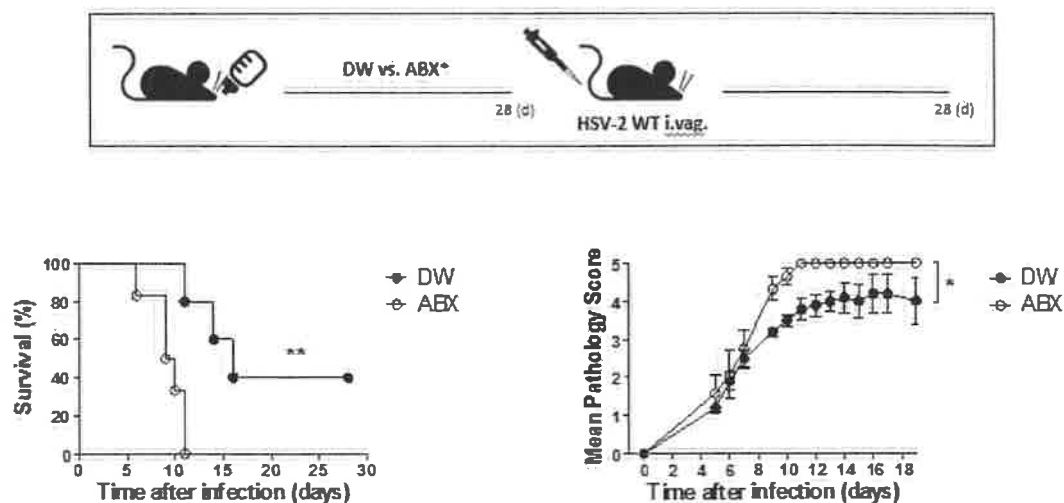 DW vs. ABX*
28 (d)
28 (d)
HSV-2 WT i.vag.
100
80
60
40
20
0
0 5 10 15 20 25 30
Survival (%)
Time after infection (days)
**
DW
ABX
5
4
3
2
1
0
0 2 4 6 8 10 12 14 16 18
Mean Pathology Score
Time after infection (days)
*
DW
ABX